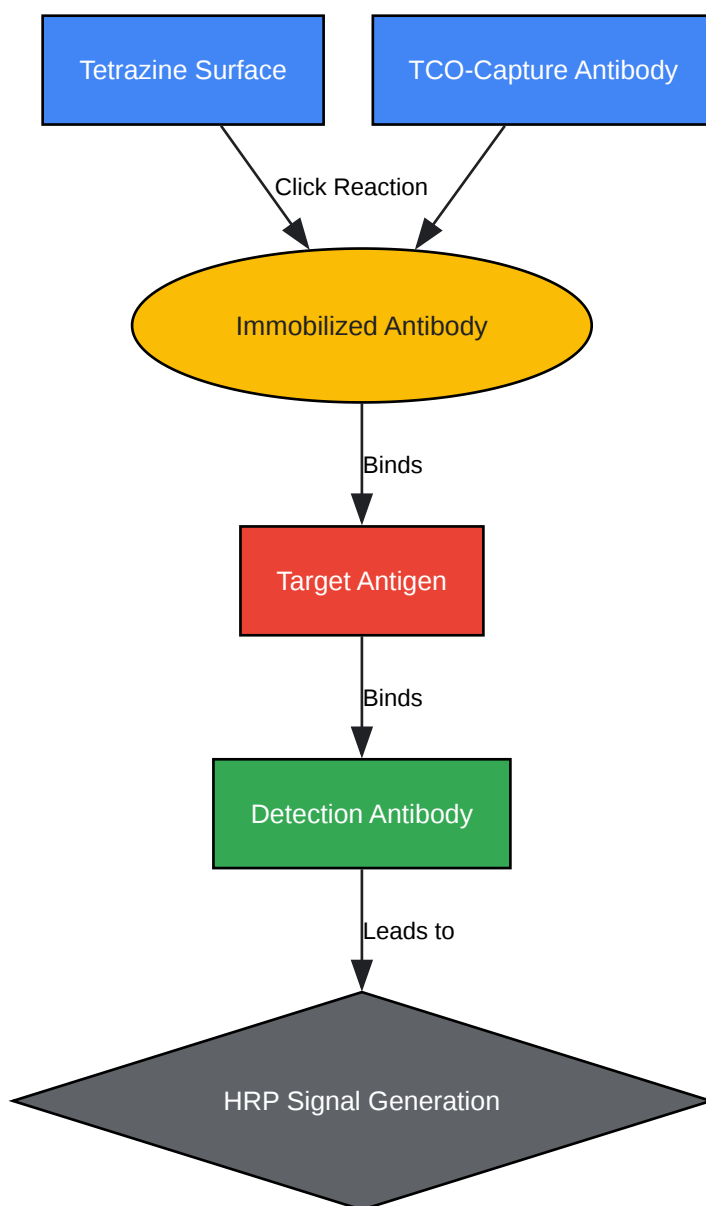 Tetrazine Surface
TCO-Capture Antibody
Click Reaction
Immobilized Antibody
Binds
Target Antigen
Binds
Detection Antibody
Leads to
HRP Signal Generation